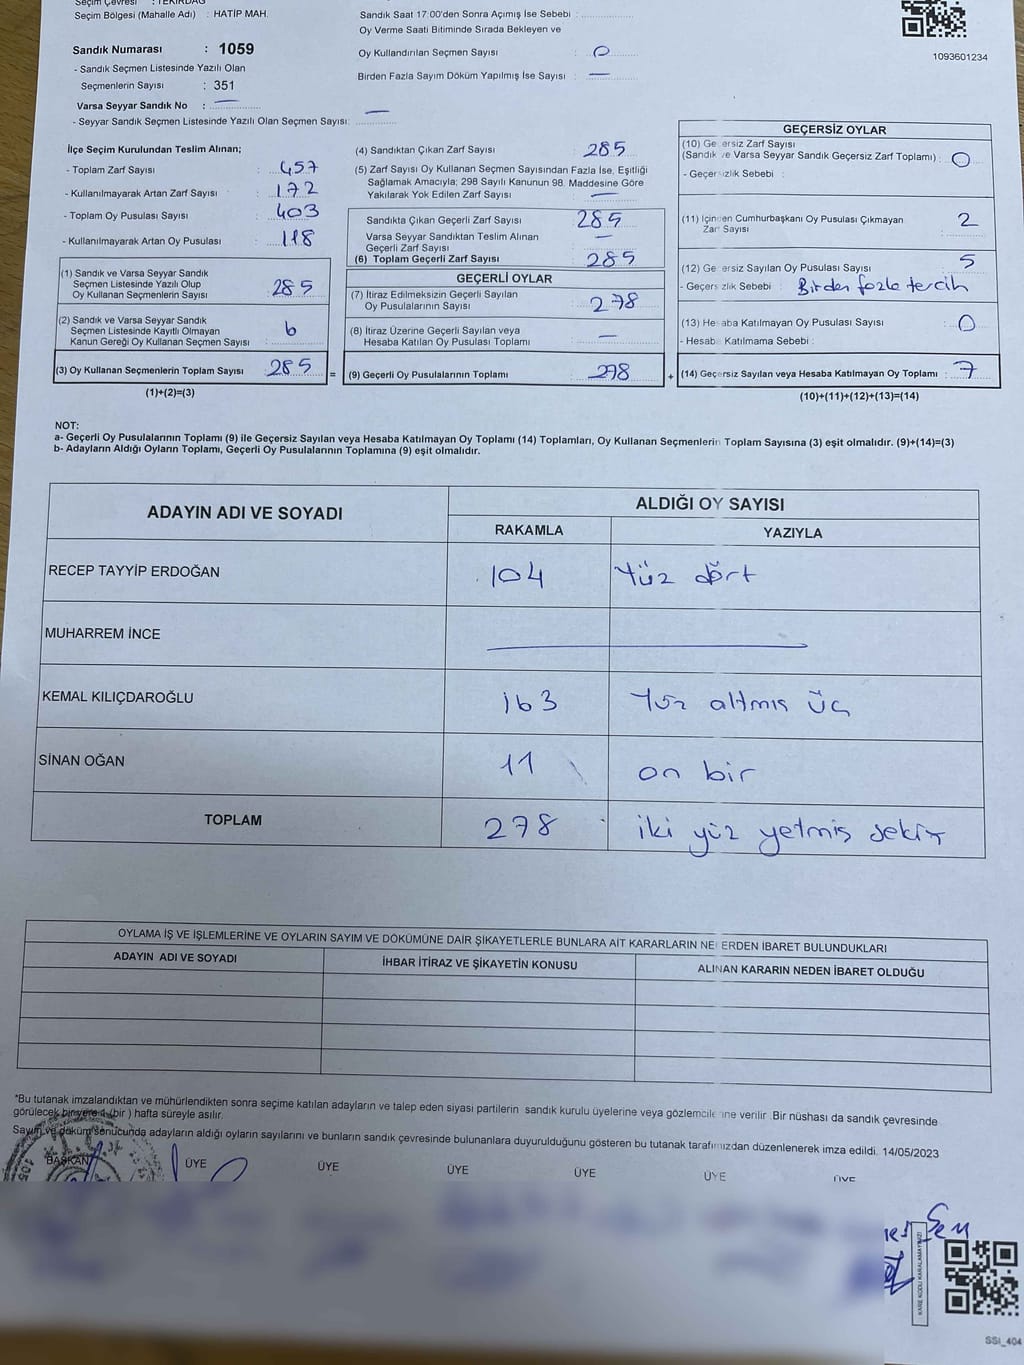 Seçim Çevresi : TEKİRDAĞ
Seçim Bölgesi (Mahalle Adı) : HATİP MAH.
Sandık Numarası : 1059
- Sandık Seçmen Listesinde Yazılı Olan
Seçmenlerin Sayısı : 351
Varsa Seyyar Sandık No : —
- Seyyar Sandık Seçmen Listesinde Yazılı Olan Seçmen Sayısı: —
Sandık Saat 17:00'den Sonra Açımış İse Sebebi :
Oy Verme Saati Bitiminde Sırada Bekleyen ve
Oy Kullandırılan Seçmen Sayısı : 0
Birden Fazla Sayım Döküm Yapılmış İse Sayısı : —
1093601234
İlçe Seçim Kurulundan Teslim Alınan;
- Toplam Zarf Sayısı : 457
- Kullanılmayarak Artan Zarf Sayısı : 172
- Toplam Oy Pusulası Sayısı : 403
- Kullanılmayarak Artan Oy Pusulası : 118
(1) Sandık ve Varsa Seyyar Sandık
Seçmen Listesinde Yazılı Olup
Oy Kullanan Seçmenlerin Sayısı : 285
(2) Sandık ve Varsa Seyyar Sandık
Seçmen Listesinde Kayıtlı Olmayan
Kanun Gereği Oy Kullanan Seçmen Sayısı :
(3) Oy Kullanan Seçmenlerin Toplam Sayısı 285 =
(1)+(2)=(3)
(4) Sandıktan Çıkan Zarf Sayısı : 285
(5) Zarf Sayısı Oy Kullanan Seçmen Sayısından Fazla İse, Eşitliği
Sağlamak Amacıyla; 298 Sayılı Kanunun 98. Maddesine Göre
Yakılarak Yok Edilen Zarf Sayısı : —
Sandıkta Çıkan Geçerli Zarf Sayısı : 285
Varsa Seyyar Sandıktan Teslim Alınan
Geçerli Zarf Sayısı : —
(6) Toplam Geçerli Zarf Sayısı : 285
GEÇERLİ OYLAR
(7) İtiraz Edilmeksizin Geçerli Sayılan
Oy Pusulalarının Sayısı : 278
(8) İtiraz Üzerine Geçerli Sayılan veya
Hesaba Katılan Oy Pusulası Toplamı : —
(9) Geçerli Oy Pusulalarının Toplamı : 278 +
GEÇERSİZ OYLAR
(10) Geçersiz Zarf Sayısı
(Sandık ve Varsa Seyyar Sandık Geçersiz Zarf Toplamı) : 0
- Geçersizlik Sebebi :
(11) İçinden Cumhurbaşkanı Oy Pusulası Çıkmayan
Zarf Sayısı : 2
(12) Geçersiz Sayılan Oy Pusulası Sayısı : 5
- Geçersizlik Sebebi : Birden fazla tercih
(13) Hesaba Katılmayan Oy Pusulası Sayısı : 0
- Hesaba Katılmama Sebebi :
(14) Geçersiz Sayılan veya Hesaba Katılmayan Oy Toplamı : 7
(10)+(11)+(12)+(13)=(14)
NOT:
a- Geçerli Oy Pusulalarının Toplamı (9) ile Geçersiz Sayılan veya Hesaba Katılmayan Oy Toplamı (14) Toplamları, Oy Kullanan Seçmenlerin Toplam Sayısına (3) eşit olmalıdır. (9)+(14)=(3)
b- Adayların Aldığı Oyların Toplamı, Geçerli Oy Pusulalarının Toplamına (9) eşit olmalıdır.
ADAYIN ADI VE SOYADI
ALDIĞI OY SAYISI
RAKAMLA YAZIYLA
RECEP TAYYİP ERDOĞAN 104 Yüz dört
MUHARREM İNCE —
KEMAL KILIÇDAROĞLU 163 Yüz altmış üç
SİNAN OĞAN 11 on bir
TOPLAM 278 iki yüz yetmiş sekiz
OYLAMA İŞ VE İŞLEMLERİNE VE OYLARIN SAYIM VE DÖKÜMÜNE DAİR ŞİKAYETLERLE BUNLARA AİT KARARLARIN NELERDEN İBARET BULUNDUKLARI
ADAYIN ADI VE SOYADI İHBAR İTİRAZ VE ŞİKAYETİN KONUSU ALINAN KARARIN NEDEN İBARET OLDUĞU
*Bu tutanak imzalandıktan ve mühürlendikten sonra seçime katılan adayların ve talep eden siyasi partilerin sandık kurulu üyelerine veya gözlemcilerine verilir. Bir nüshası da sandık çevresinde
görülecek bir yere 1 (bir ) hafta süreyle asılır.
Sayım ve döküm sonucunda adayların aldığı oyların sayılarını ve bunların sandık çevresinde bulunanlara duyurulduğunu gösteren bu tutanak tarafımızdan düzenlenerek imza edildi. 14/05/2023
BAŞKAN ÜYE ÜYE ÜYE ÜYE ÜYE ÜYE
KARE KODU KARALAMAYINIZ!
SSI_404